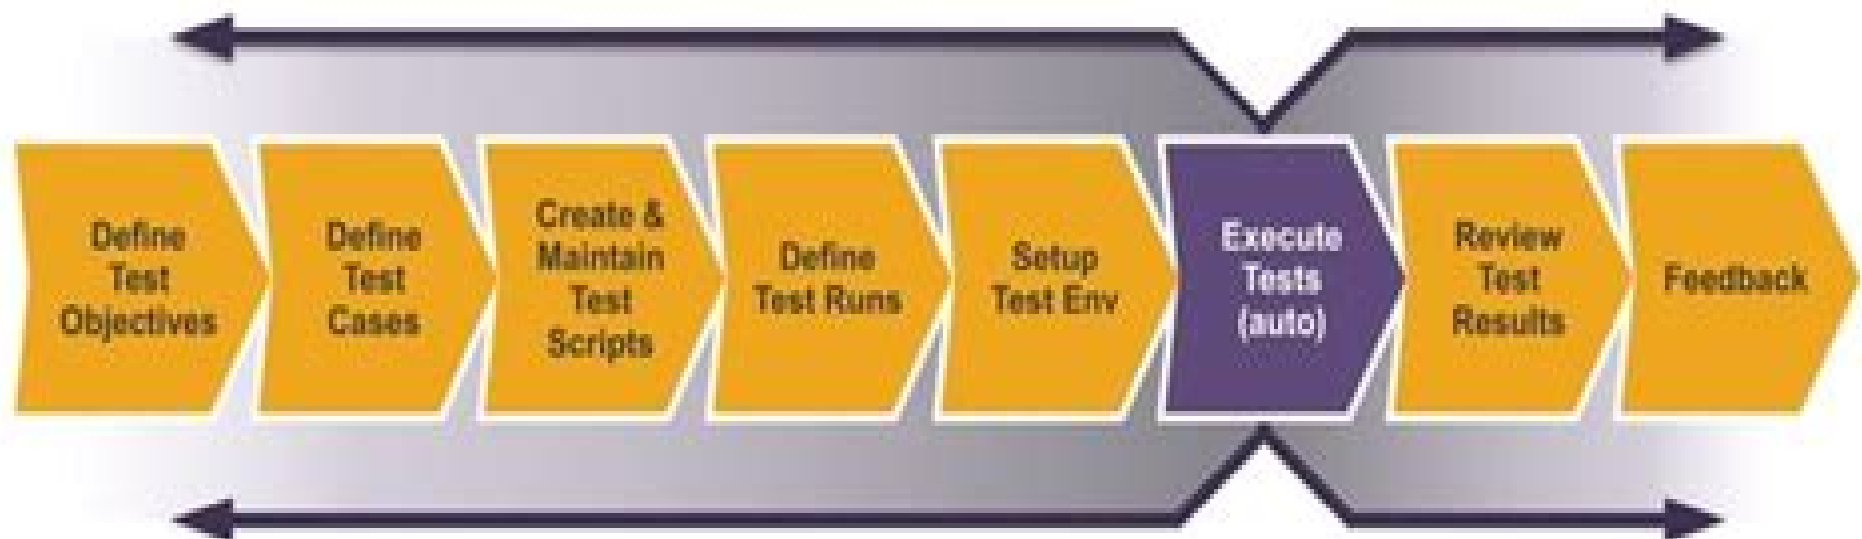 Define
Test
Objectives
Define
Test
Cases
Create &
Maintain
Test
Scripts
Define
Test Runs
Setup
Test Env
Execute
Tests
(auto)
Review
Test
Results
Feedback